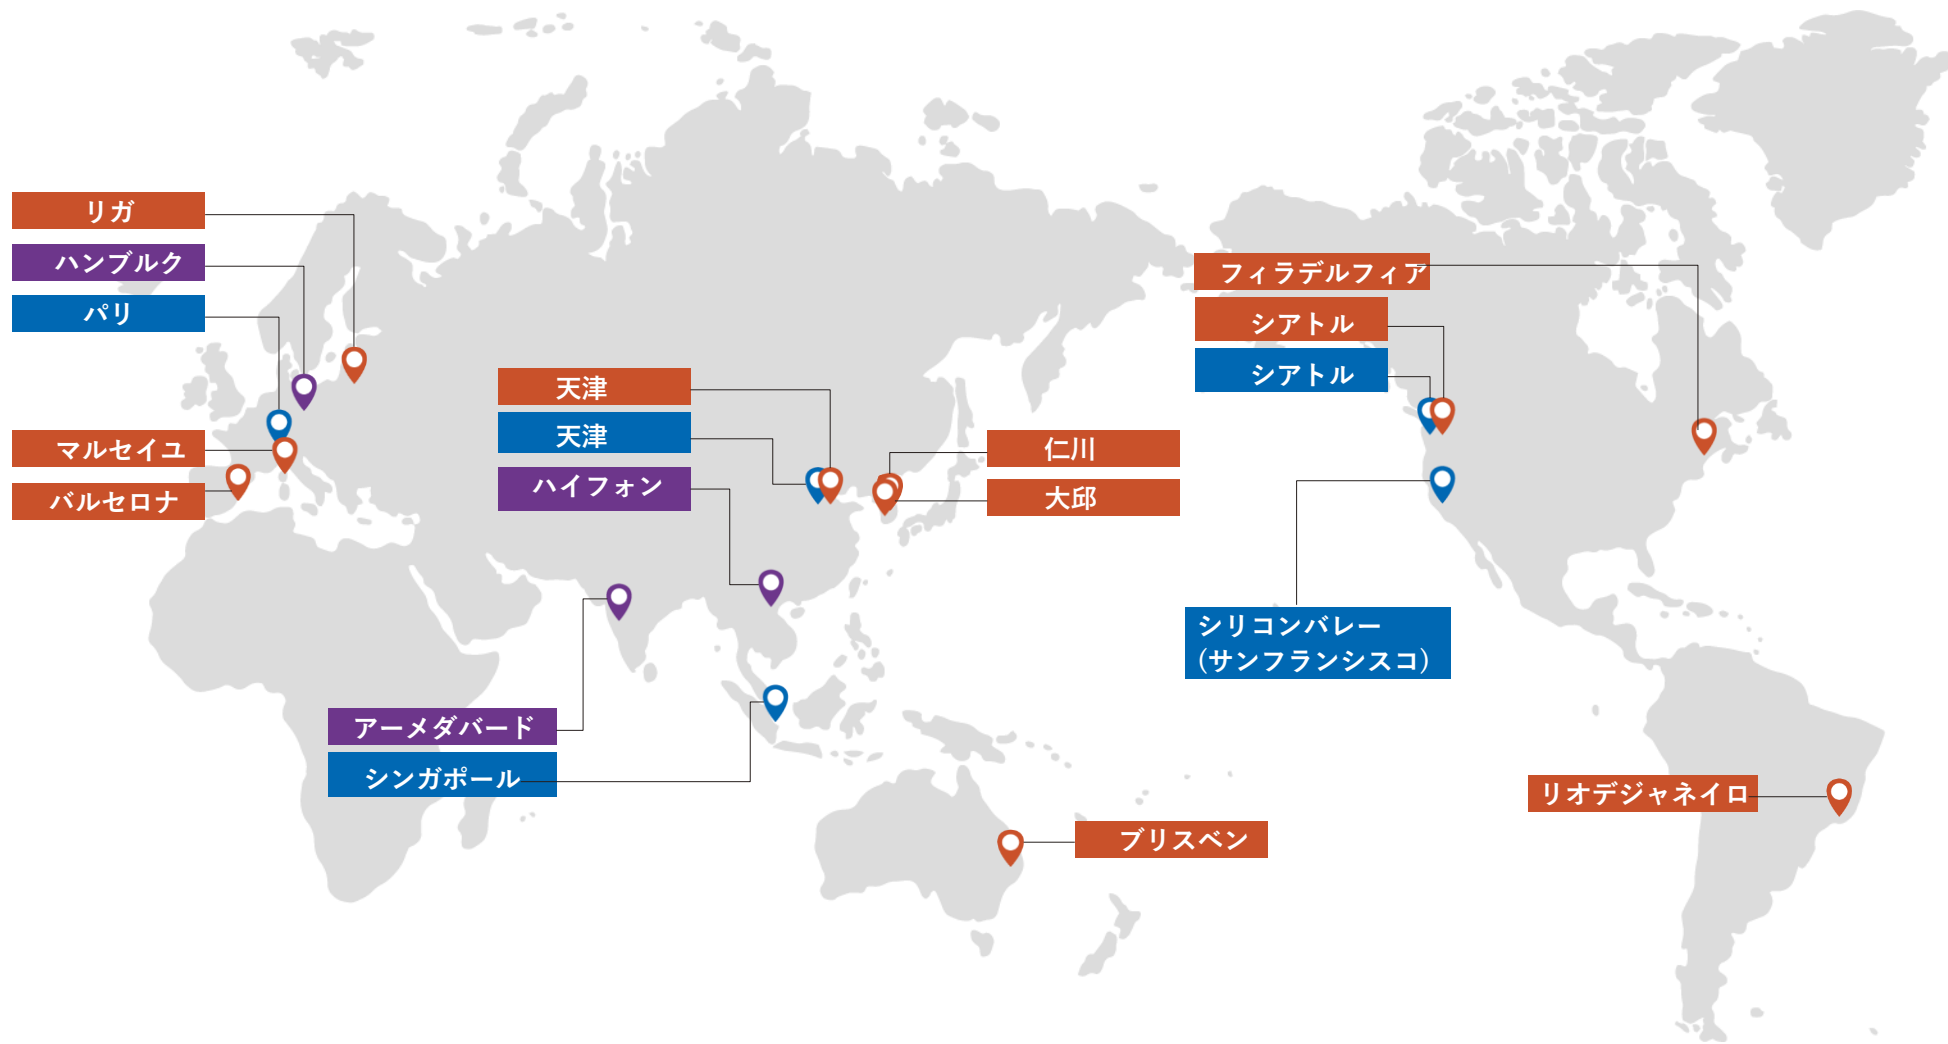 リガ
ハンブルク
パリ
マルセイユ
バルセロナ
天津
天津
ハイフォン
アーメダバード
シンガポール
仁川
大邱
ブリスベン
フィラデルフィア
シアトル
シアトル
シリコンバレー
(サンフランシスコ)
リオデジャネイロ